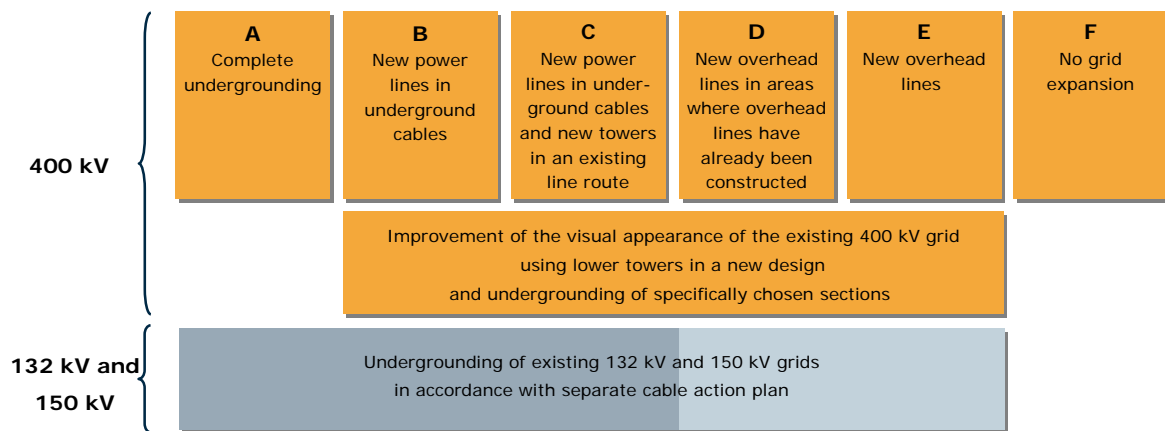 A
Complete
undergrounding
B
New power
lines in
underground
cables
C
New power
lines in under-
ground cables
and new towers
in an existing
line route
D
New overhead
lines in areas
where overhead
lines have
already been
constructed
E
New overhead
lines
F
No grid
expansion
400 kV
Improvement of the visual appearance of the existing 400 kV grid
using lower towers in a new design
and undergrounding of specifically chosen sections
132 kV and
150 kV
Undergrounding of existing 132 kV and 150 kV grids
in accordance with separate cable action plan